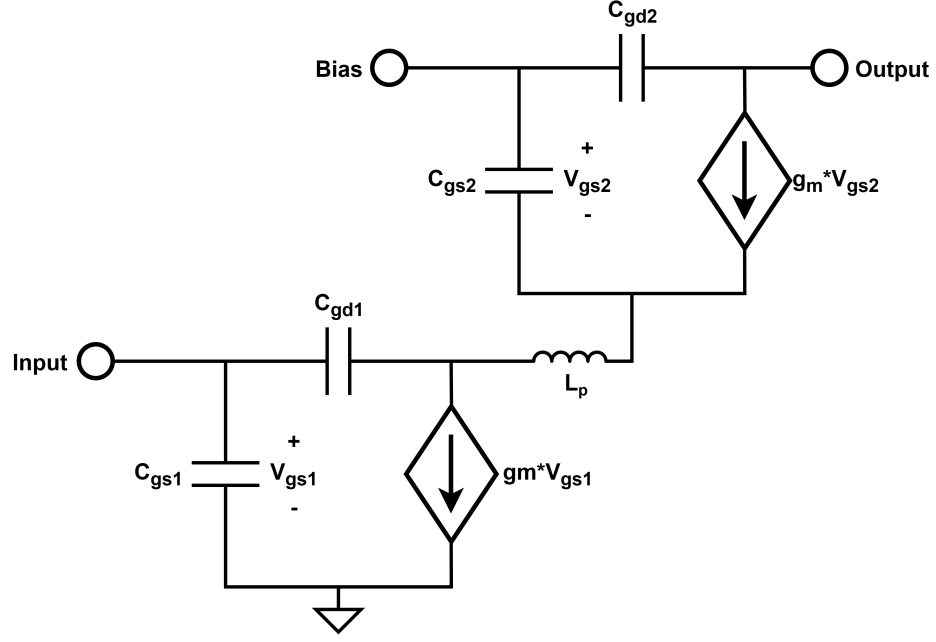 Cgd2
Bias
Output
+
Cgs2
Vgs2
gm*Vgs2
-
Cgd1
Input
Lp
+
Cgs1
Vgs1
gm*Vgs1
-